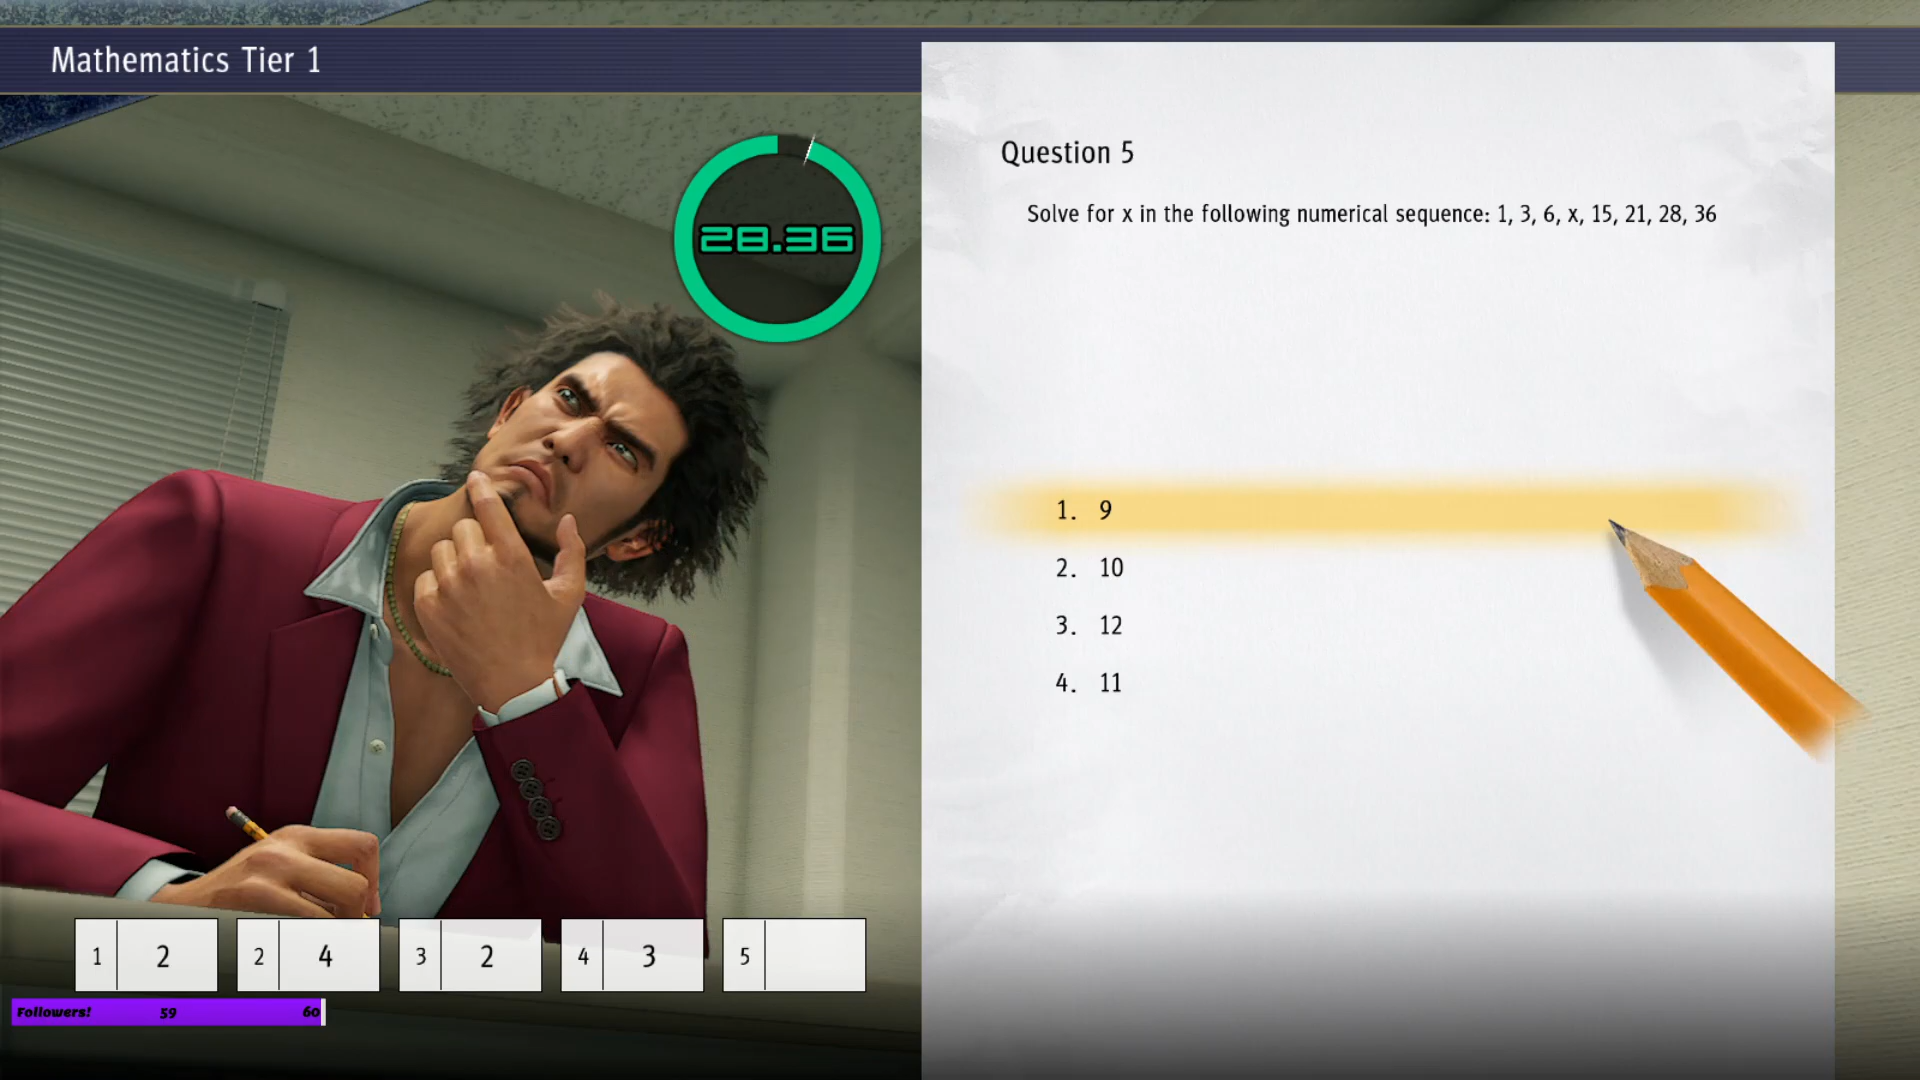 Mathematics Tier 1
28.36
Question 5
Solve for x in the following numerical sequence: 1, 3, 6, x, 15, 21, 28, 36
1. 9
2. 10
3. 12
4. 11
1 2 2 4 3 2 4 3 5
Followers! 59 60